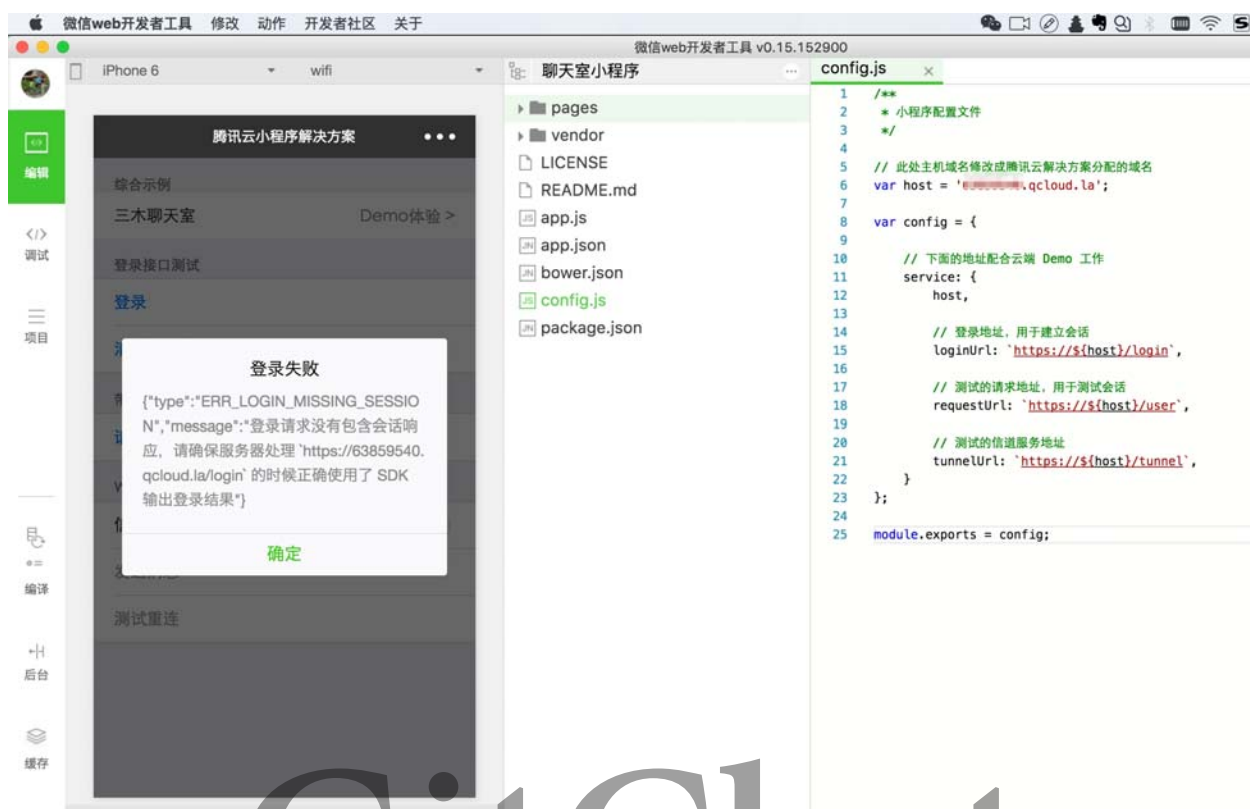 微信web开发者工具 修改 动作 开发者社区 关于
微信web开发者工具 v0.15.152900
iPhone 6 wifi
聊天室小程序 ...
config.js ×
编辑
调试
项目
编译
后台
缓存
腾讯云小程序解决方案
综合示例
三木聊天室 Demo体验 >
登录接口测试
登录
登录失败
{"type":"ERR_LOGIN_MISSING_SESSIO
N","message":"登录请求没有包含会话响
应，请确保服务器处理 `https://63859540.
qcloud.la/login` 的时候正确使用了 SDK
输出登录结果"}
确定
测试重连
pages
vendor
LICENSE
README.md
app.js
app.json
bower.json
config.js
package.json
1 /**
2 * 小程序配置文件
3 */
4
5 // 此处主机域名修改成腾讯云解决方案分配的域名
6 var host = '.qcloud.la';
7
8 var config = {
9
10 // 下面的地址配合云端 Demo 工作
11 service: {
12 host,
13
14 // 登录地址，用于建立会话
15 loginUrl: `https://${host}/login`,
16
17 // 测试的请求地址，用于测试会话
18 requestUrl: `https://${host}/user`,
19
20 // 测试的信道服务地址
21 tunnelUrl: `https://${host}/tunnel`,
22 }
23 };
24
25 module.exports = config;
GitChat